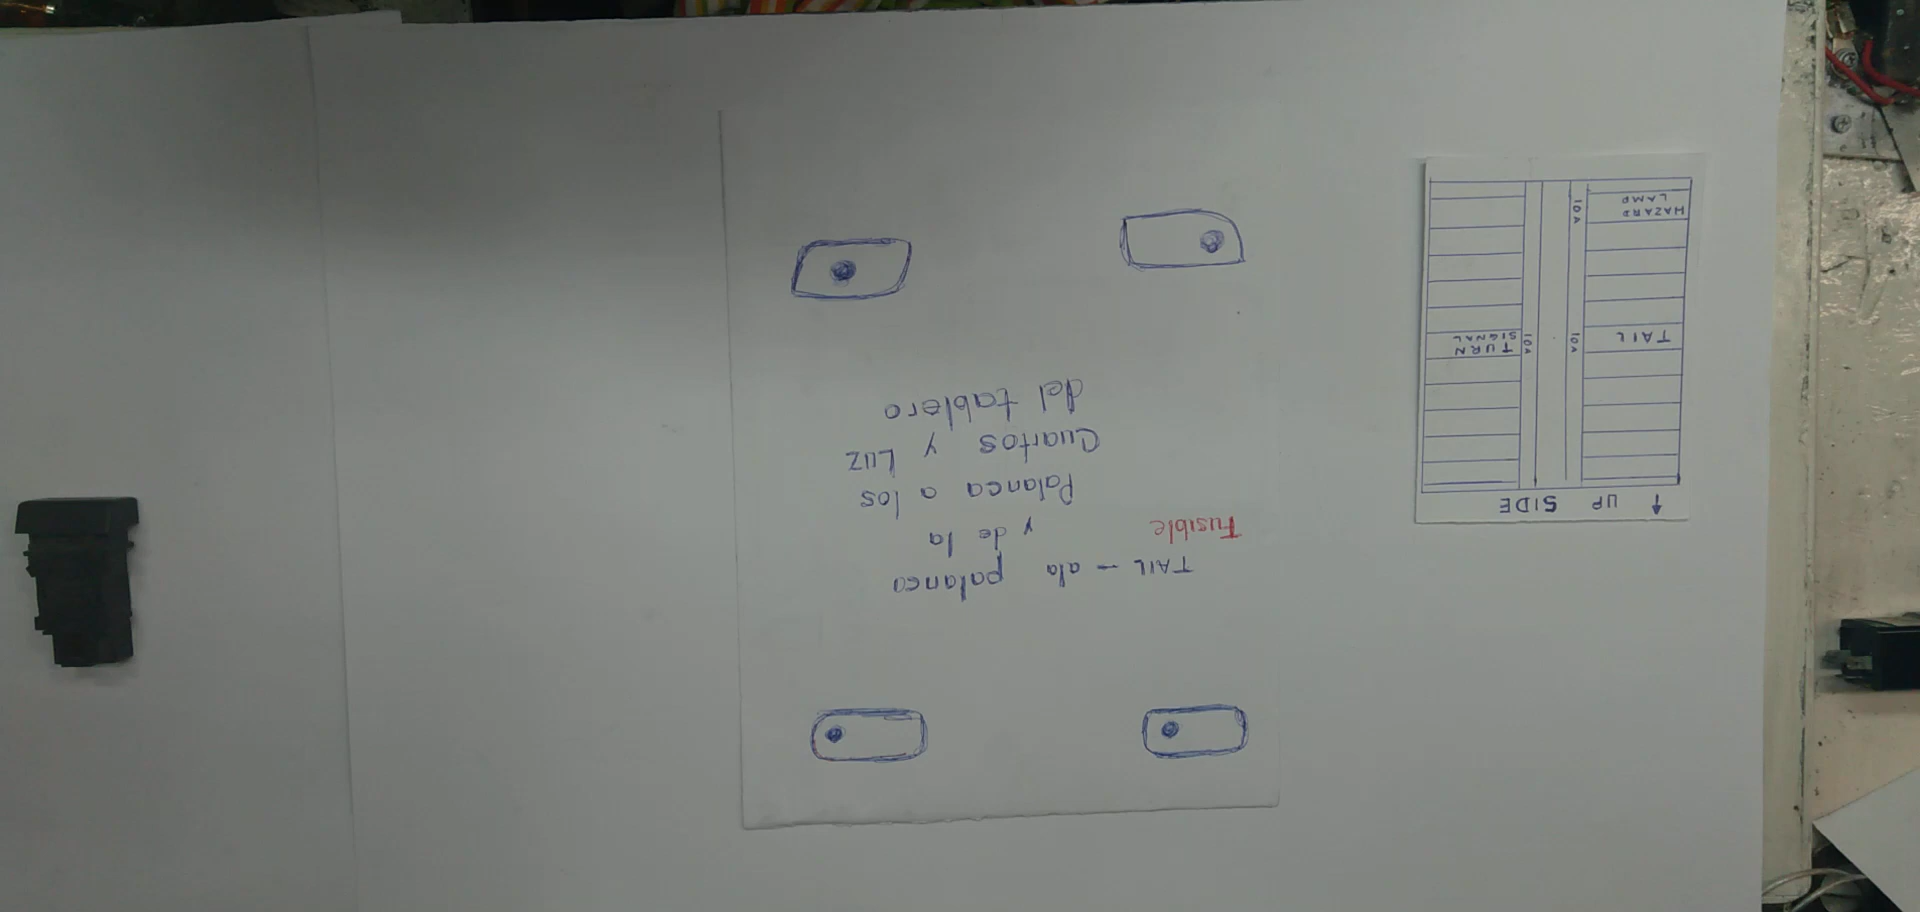 TAIL - ala palanca
Fusible
y de la
Palanca a los
Cuartos y Luz
del tablero
↑ UP SIDE
TAIL
10A
10A
TURN
SIGNAL
HAZARD
LAMP
10A